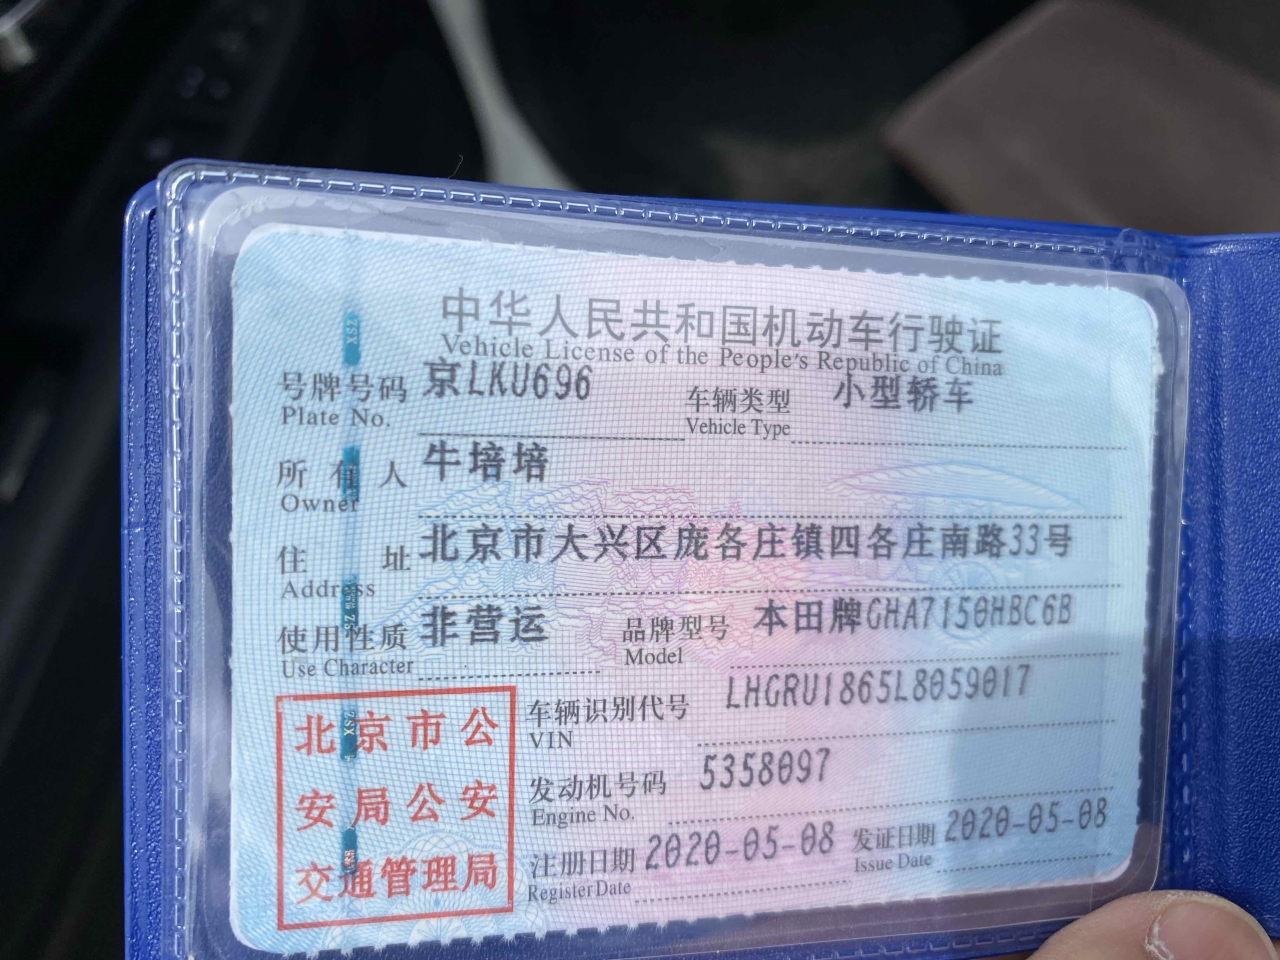 中华人民共和国机动车行驶证
Vehicle License of the People's Republic of China
号牌号码 京LKU696 车辆类型 小型轿车
Plate No. Vehicle Type
所有人 牛培培
Owner
住址 北京市大兴区庞各庄镇四各庄南路33号
Address
使用性质 非营运 品牌型号 本田牌GHA7150HBC6B
Use Character Model
车辆识别代号 LHGRU1865L8059017
VIN
发动机号码 5358097
Engine No.
注册日期 2020-05-08 发证日期 2020-05-08
Register Date Issue Date
北京市公
安局公安
交通管理局